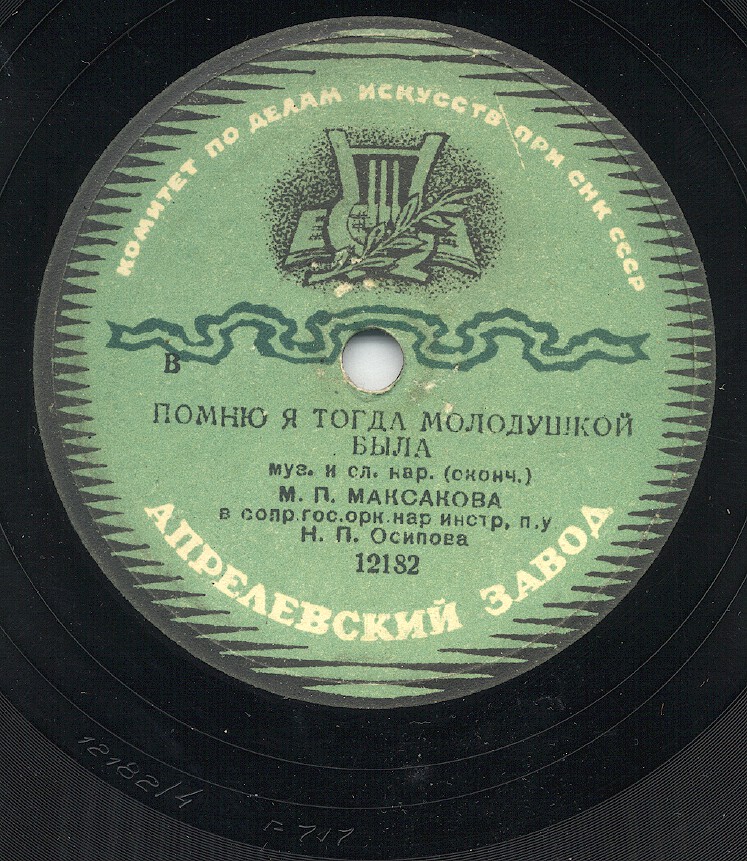 КОМИТЕТ ПО ДЕЛАМ ИСКУССТВ ПРИ СНК СССР
В
ПОМНЮ Я ТОГДА МОЛОДУШКОЙ
БЫЛА
муз. и сл. нар. (оконч.)
М. П. МАКСАКОВА
в сопр.гос.орк.нар инстр, п.у
Н. П. Осипова
12182
АПРЕЛЕВСКИЙ ЗАВОД
12182/4